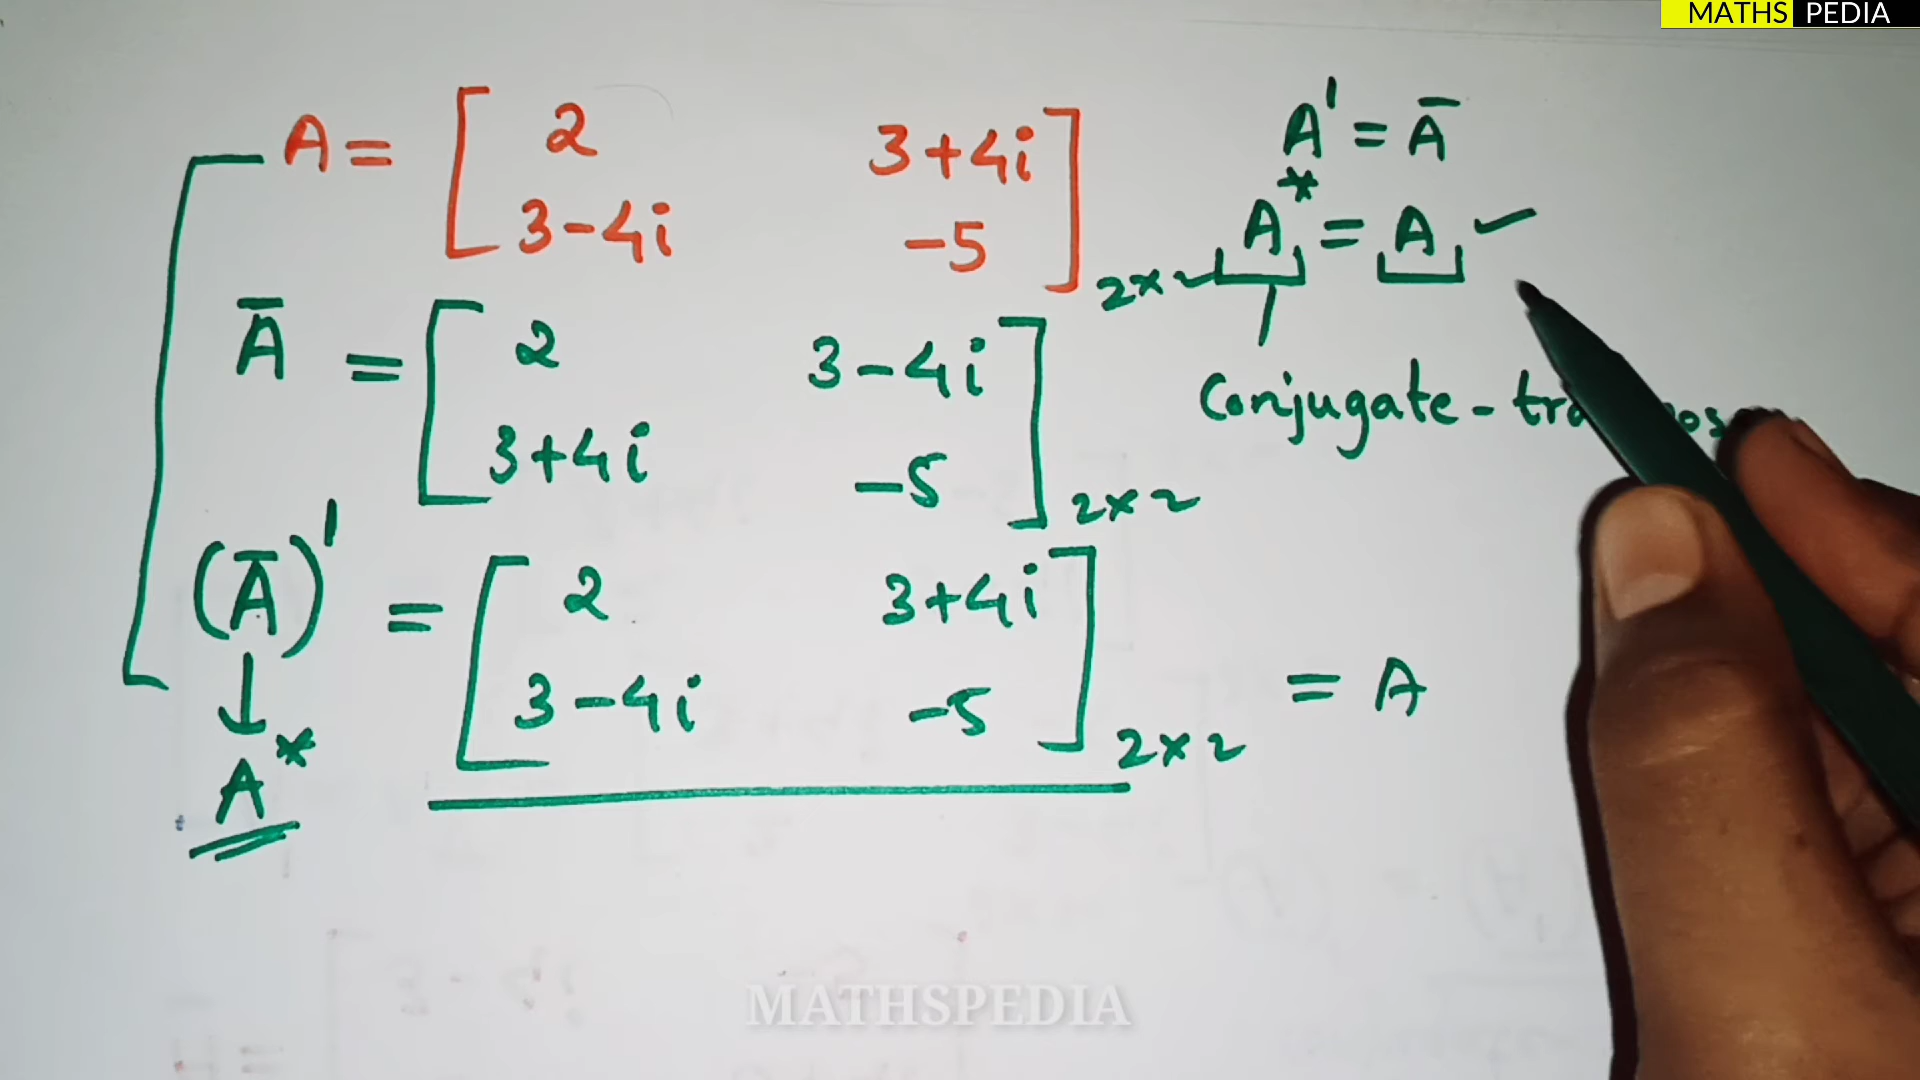 MATHS PEDIA
A = [ 2 3+4i
3-4i -5 ] 2×2
A' = Ā
A* = A ✓
Conjugate-
Ā = [ 2 3-4i
3+4i -5 ] 2×2
(Ā)' = [ 2 3+4i
3-4i -5 ] 2×2 = A
↓
A*
MATHSPEDIA